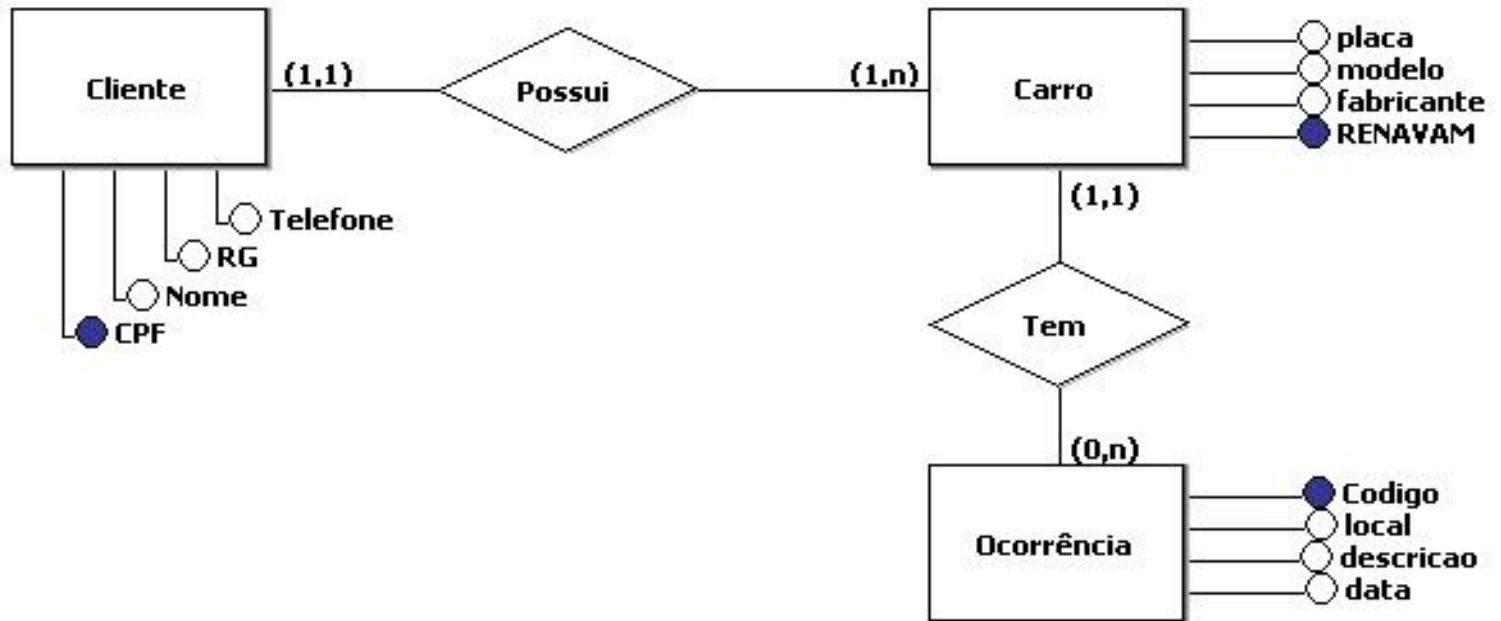 Cliente
(1,1)
Possui
(1,n)
Carro
placa
modelo
fabricante
RENAVAM
Telefone
RG
Nome
CPF
(1,1)
Tem
(0,n)
Ocorrência
Codigo
local
descricao
data